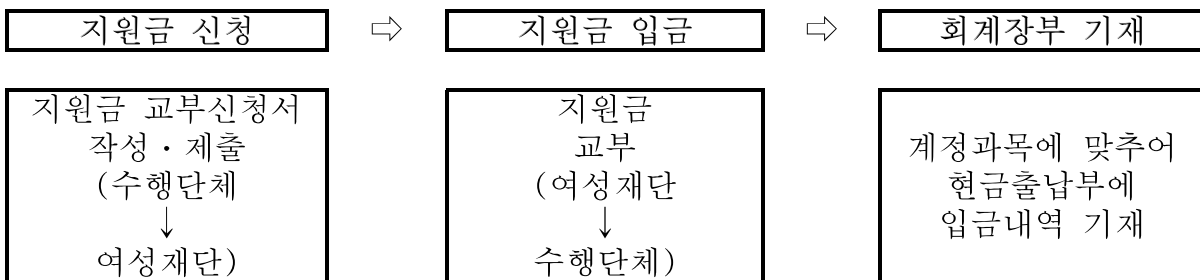 지원금 신청 ⇨ 지원금 입금 ⇨ 회계장부 기재
지원금 교부신청서
작성・제출
(수행단체
↓
여성재단)
지원금
교부
(여성재단
↓
수행단체)
계정과목에 맞추어
현금출납부에
입금내역 기재